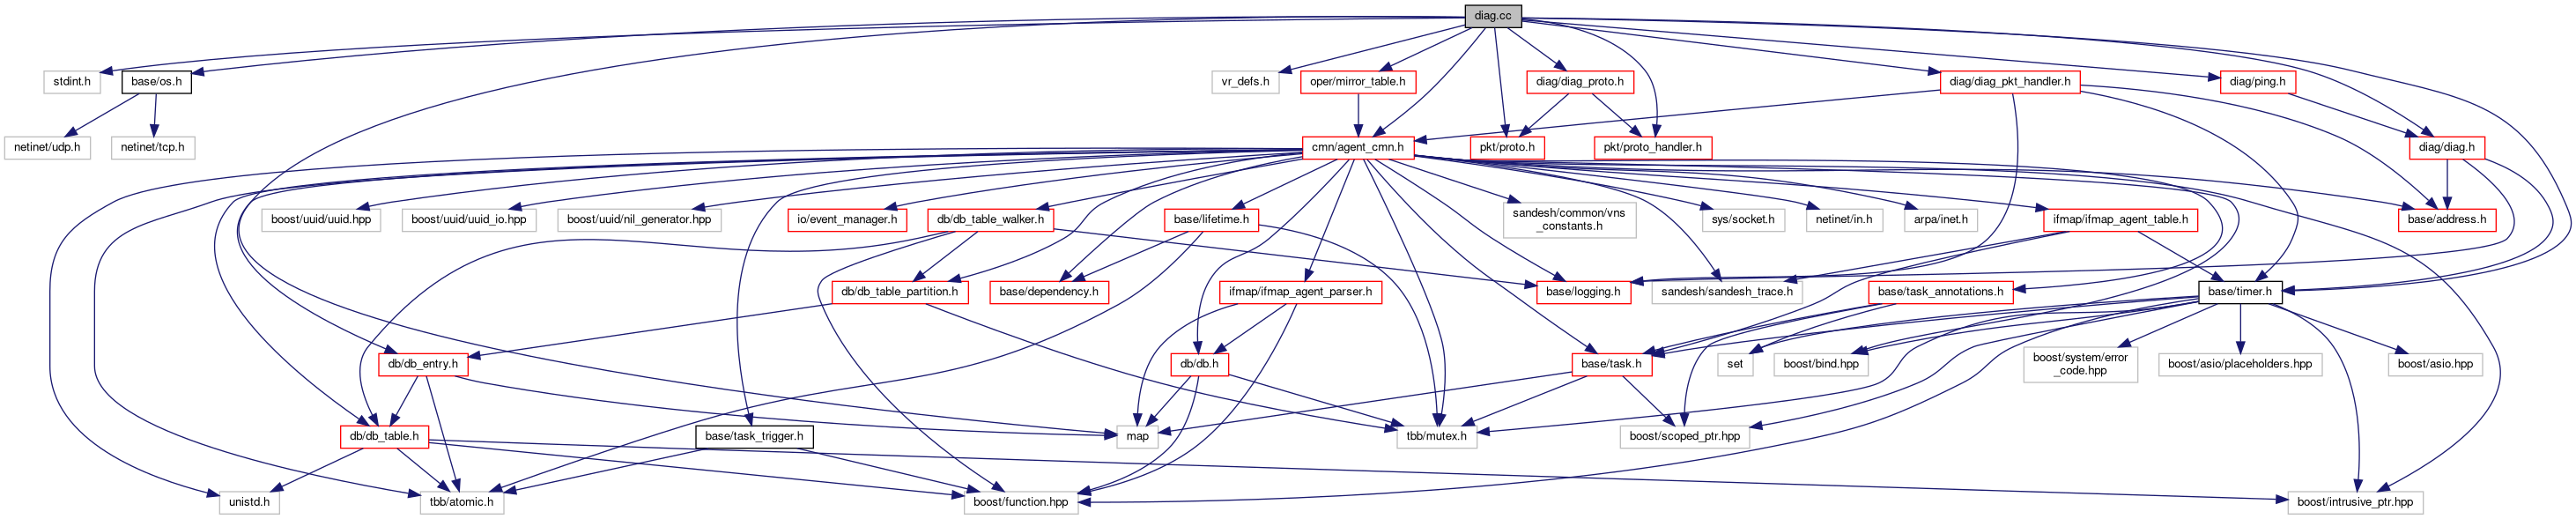 diag.cc
stdint.h
base/os.h
vr_defs.h
oper/mirror_table.h
diag/diag_proto.h
diag/diag_pkt_handler.h
diag/ping.h
netinet/udp.h
netinet/tcp.h
cmn/agent_cmn.h
pkt/proto.h
pkt/proto_handler.h
diag/diag.h
boost/uuid/uuid.hpp
boost/uuid/uuid_io.hpp
boost/uuid/nil_generator.hpp
io/event_manager.h
db/db_table_walker.h
base/lifetime.h
sandesh/common/vns
_constants.h
sys/socket.h
netinet/in.h
arpa/inet.h
ifmap/ifmap_agent_table.h
base/address.h
db/db_table_partition.h
base/dependency.h
ifmap/ifmap_agent_parser.h
base/logging.h
sandesh/sandesh_trace.h
base/task_annotations.h
base/timer.h
db/db_entry.h
db/db.h
base/task.h
set
boost/bind.hpp
boost/system/error
_code.hpp
boost/asio/placeholders.hpp
boost/asio.hpp
db/db_table.h
base/task_trigger.h
map
tbb/mutex.h
boost/scoped_ptr.hpp
unistd.h
tbb/atomic.h
boost/function.hpp
boost/intrusive_ptr.hpp